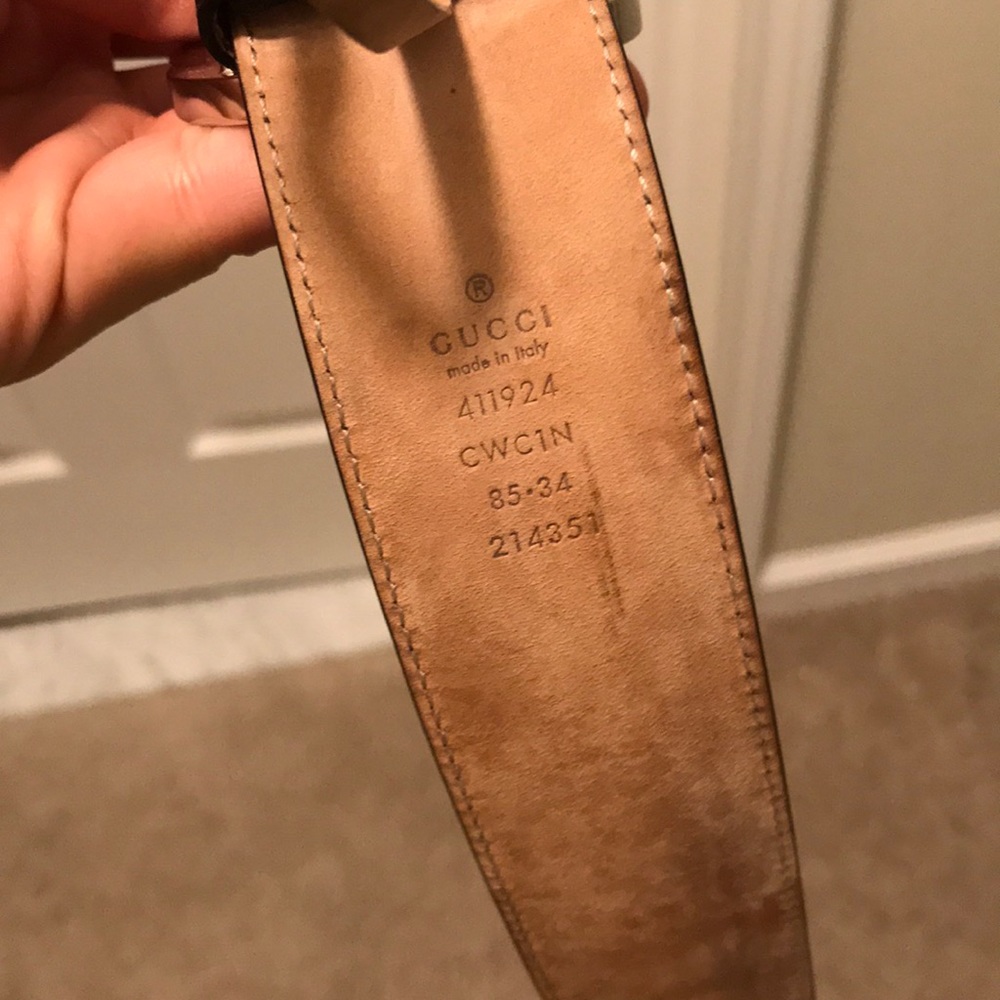 ®
GUCCI
made in italy
411924
CWC1N
85·34
214351